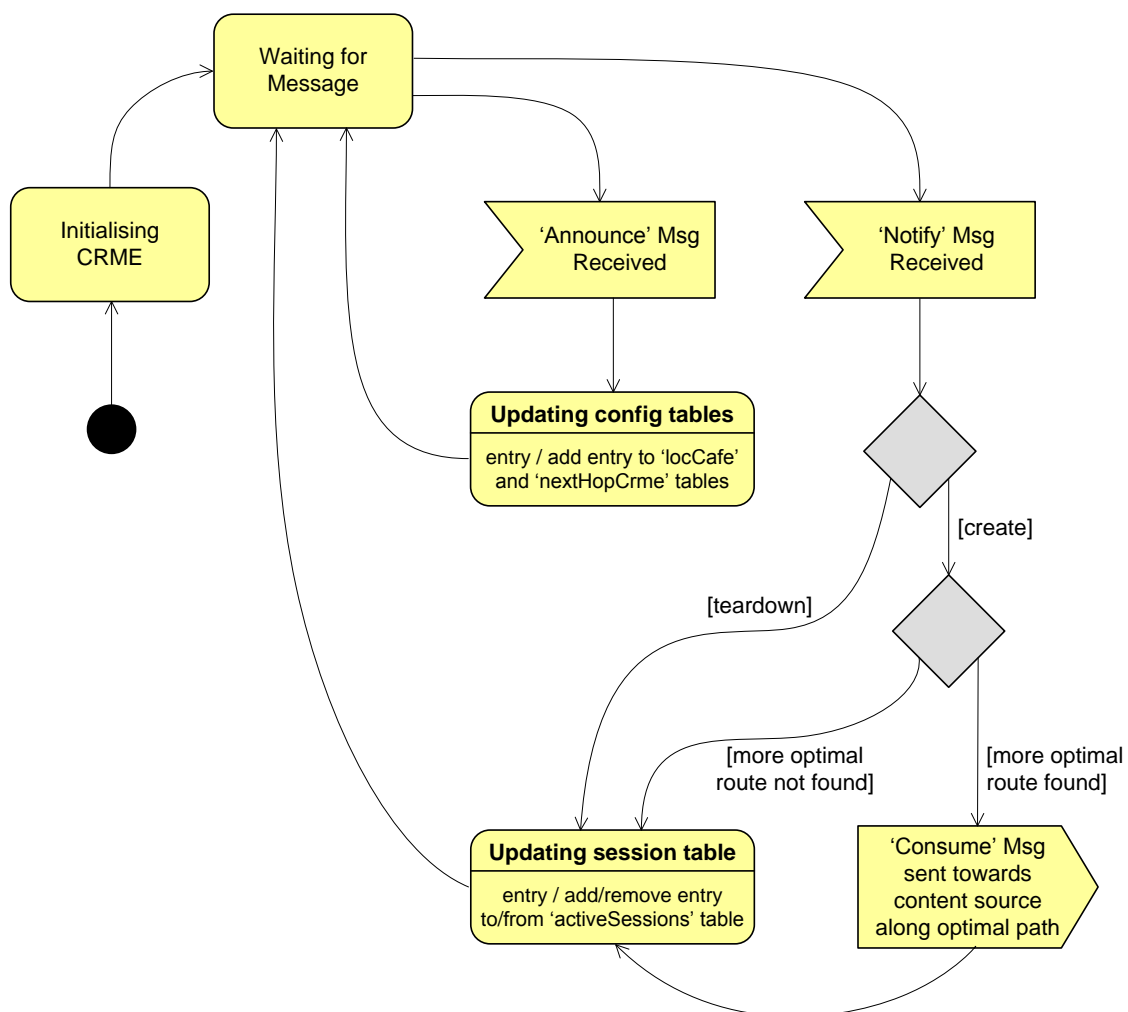 Waiting for
Message
Initialising
CRME
‘Announce’ Msg
Received
‘Notify’ Msg
Received
Updating config tables
entry / add entry to ‘locCafe’
and ‘nextHopCrme’ tables
[create]
[teardown]
[more optimal
route not found]
[more optimal
route found]
Updating session table
entry / add/remove entry
to/from ‘activeSessions’ table
‘Consume’ Msg
sent towards
content source
along optimal path